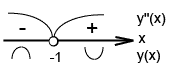 - + y"(x)
x
-1 y(x)